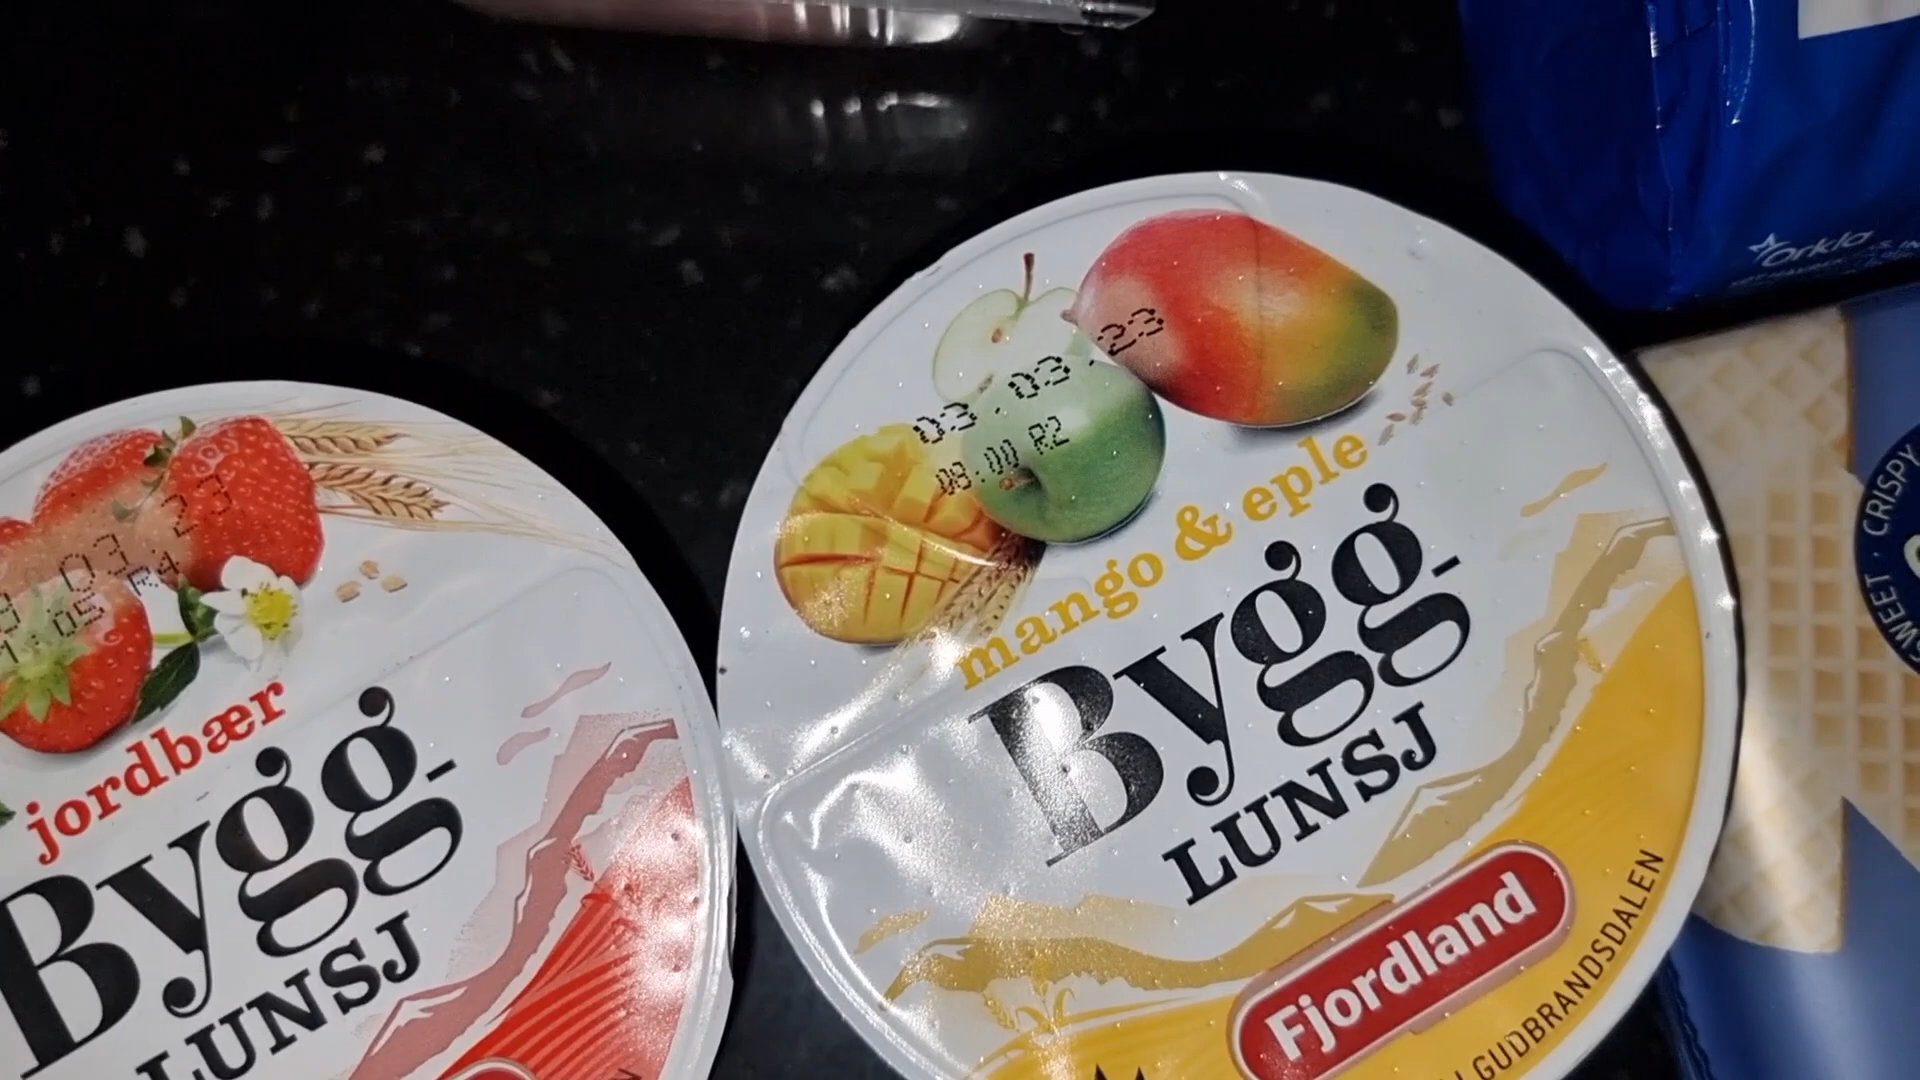 03.23
:05 R4
jordbær
Bygg-
LUNSJ
03.03.23
08.00 R2
mango & eple
Bygg-
LUNSJ
Fjordland
GUDBRANDSDALEN
Orkla
SWEET · CRISPY